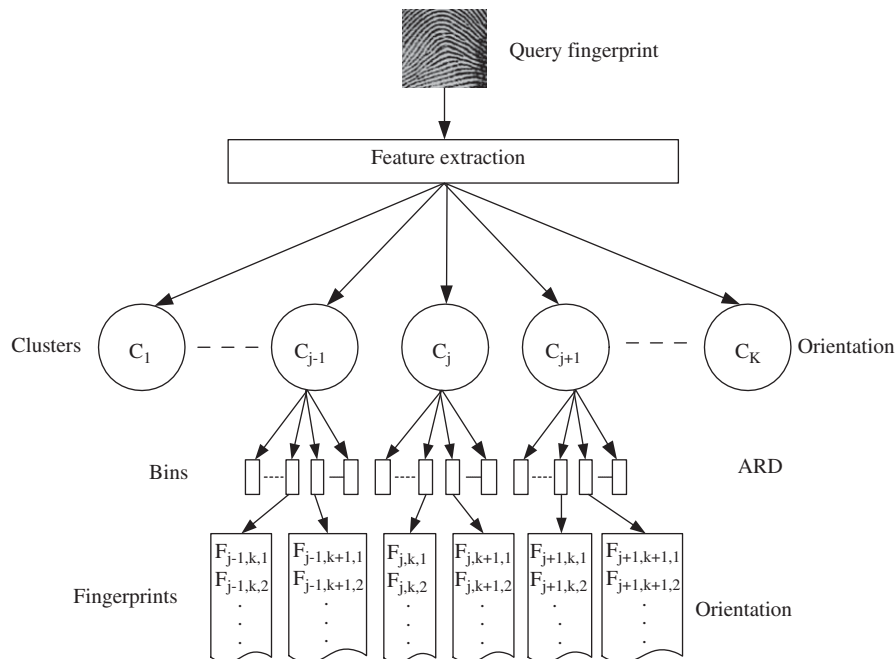 Query fingerprint
Feature extraction
Clusters C1 Cj-1 Cj Cj+1 CK Orientation
Bins ARD
Fj-1,k,1 Fj-1,k+1,1 Fj,k,1 Fj,k+1,1 Fj+1,k,1 Fj+1,k+1,1
Fj-1,k,2 Fj-1,k+1,2 Fj,k,2 Fj,k+1,2 Fj+1,k,2 Fj+1,k+1,2
Fingerprints Orientation